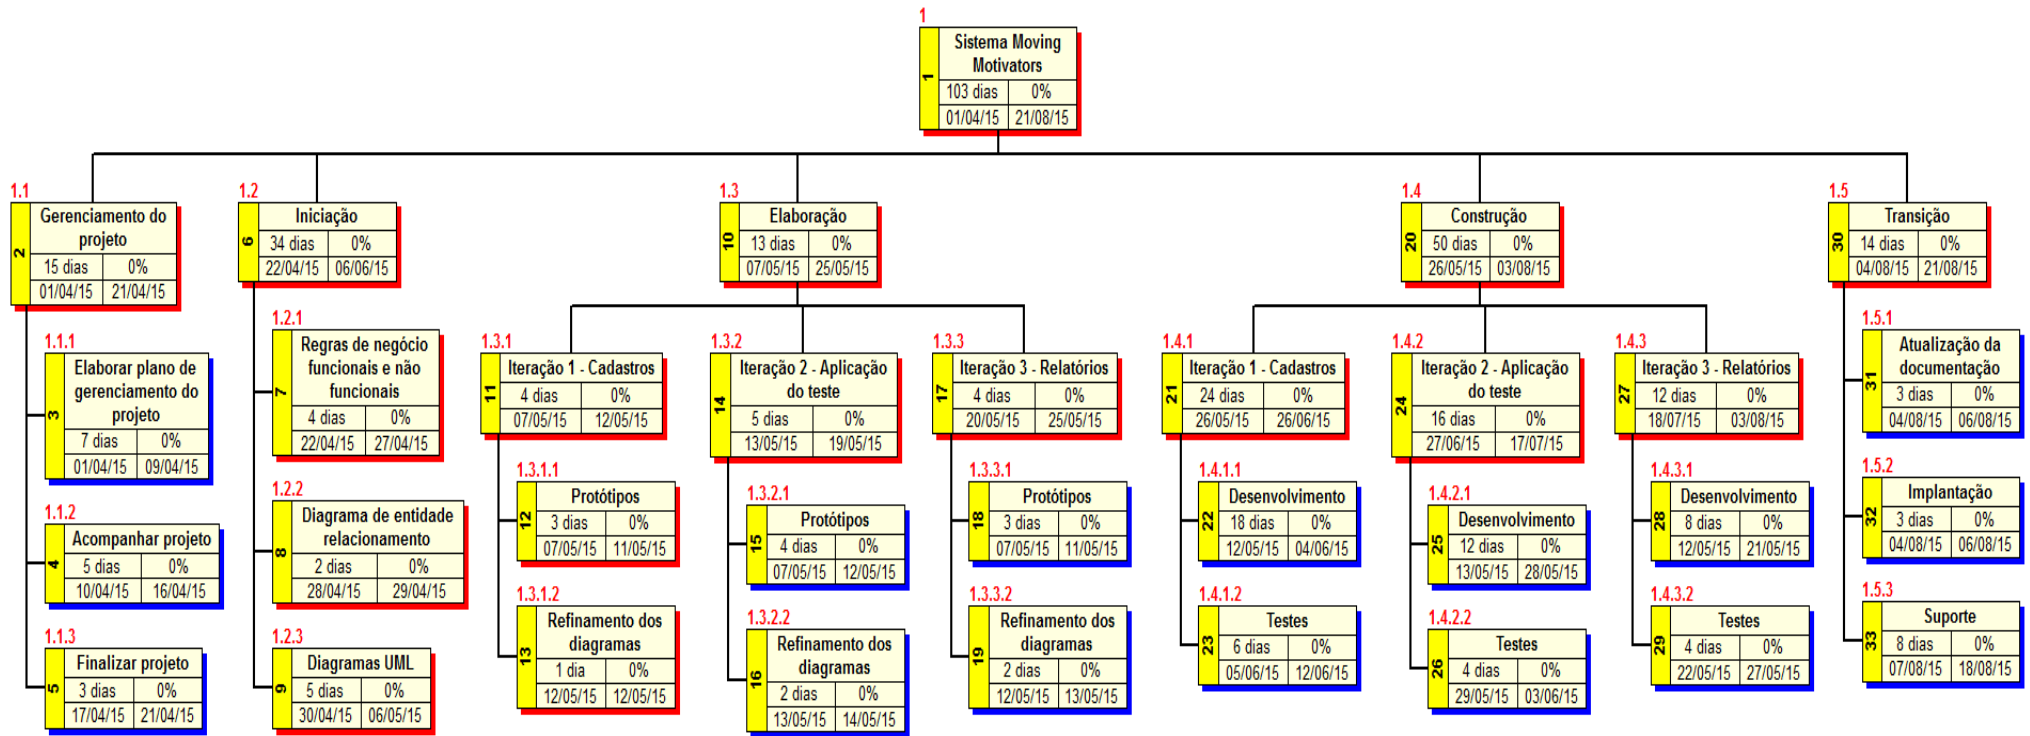 1
1
Sistema Moving
Motivators
103 dias 0%
01/04/15 21/08/15
1.1
2
Gerenciamento do
projeto
15 dias 0%
01/04/15 21/04/15
1.1.1
3
Elaborar plano de
gerenciamento do
projeto
7 dias 0%
01/04/15 09/04/15
1.1.2
4
Acompanhar projeto
5 dias 0%
10/04/15 16/04/15
1.1.3
5
Finalizar projeto
3 dias 0%
17/04/15 21/04/15
1.2
6
Iniciação
34 dias 0%
22/04/15 06/06/15
1.2.1
7
Regras de negócio
funcionais e não
funcionais
4 dias 0%
22/04/15 27/04/15
1.2.2
8
Diagrama de entidade
relacionamento
2 dias 0%
28/04/15 29/04/15
1.2.3
9
Diagramas UML
5 dias 0%
30/04/15 06/05/15
1.3
10
Elaboração
13 dias 0%
07/05/15 25/05/15
1.3.1
11
Iteração 1 - Cadastros
4 dias 0%
07/05/15 12/05/15
1.3.1.1
12
Protótipos
3 dias 0%
07/05/15 11/05/15
1.3.1.2
13
Refinamento dos
diagramas
1 dia 0%
12/05/15 12/05/15
1.3.2
14
Iteração 2 - Aplicação
do teste
5 dias 0%
13/05/15 19/05/15
1.3.2.1
15
Protótipos
4 dias 0%
07/05/15 12/05/15
1.3.2.2
16
Refinamento dos
diagramas
2 dias 0%
13/05/15 14/05/15
1.3.3
17
Iteração 3 - Relatórios
4 dias 0%
20/05/15 25/05/15
1.3.3.1
18
Protótipos
3 dias 0%
07/05/15 11/05/15
1.3.3.2
19
Refinamento dos
diagramas
2 dias 0%
12/05/15 13/05/15
1.4
20
Construção
50 dias 0%
26/05/15 03/08/15
1.4.1
21
Iteração 1 - Cadastros
24 dias 0%
26/05/15 26/06/15
1.4.1.1
22
Desenvolvimento
18 dias 0%
12/05/15 04/06/15
1.4.1.2
23
Testes
6 dias 0%
05/06/15 12/06/15
1.4.2
24
Iteração 2 - Aplicação
do teste
16 dias 0%
27/06/15 17/07/15
1.4.2.1
25
Desenvolvimento
12 dias 0%
13/05/15 28/05/15
1.4.2.2
26
Testes
4 dias 0%
29/05/15 03/06/15
1.4.3
27
Iteração 3 - Relatórios
12 dias 0%
18/07/15 03/08/15
1.4.3.1
28
Desenvolvimento
8 dias 0%
12/05/15 21/05/15
1.4.3.2
29
Testes
4 dias 0%
22/05/15 27/05/15
1.5
30
Transição
14 dias 0%
04/08/15 21/08/15
1.5.1
31
Atualização da
documentação
3 dias 0%
04/08/15 06/08/15
1.5.2
32
Implantação
3 dias 0%
04/08/15 06/08/15
1.5.3
33
Suporte
8 dias 0%
07/08/15 18/08/15